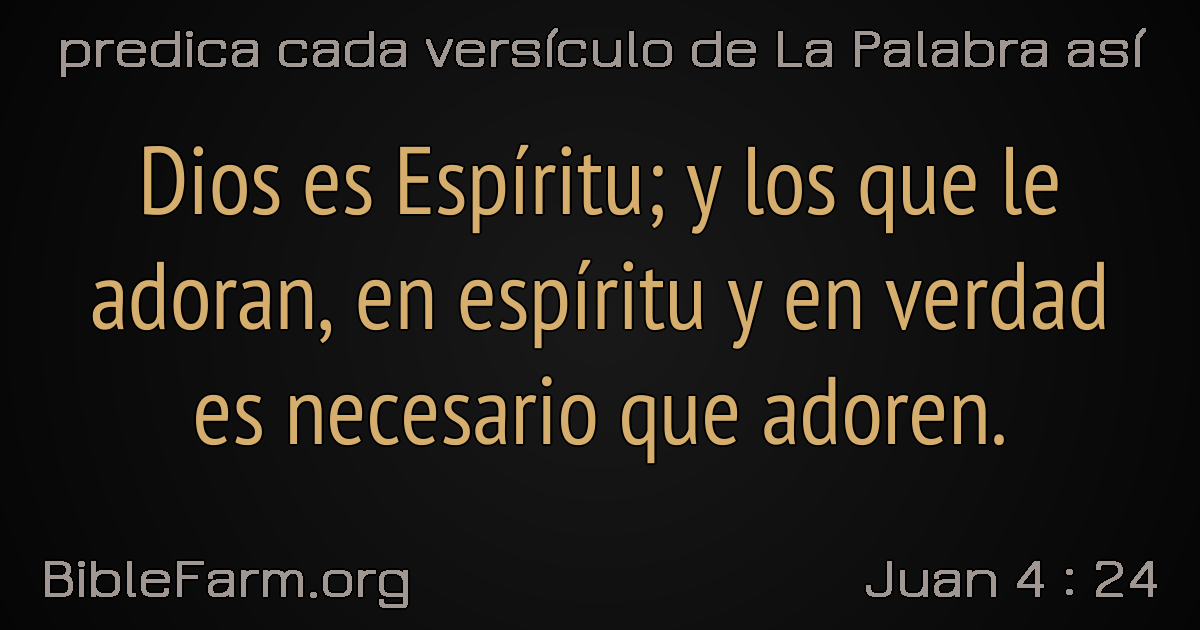 predica cada versículo de La Palabra así
Dios es Espíritu; y los que le
adoran, en espíritu y en verdad
es necesario que adoren.
BibleFarm.org
Juan 4 : 24